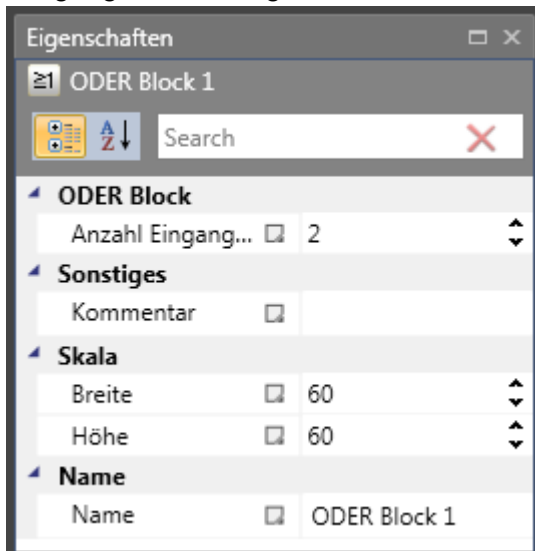 Eigenschaften
≥1 ODER Block 1
A Z Search
ODER Block
Anzahl Eingang... 2
Sonstiges
Kommentar
Skala
Breite 60
Höhe 60
Name
Name ODER Block 1